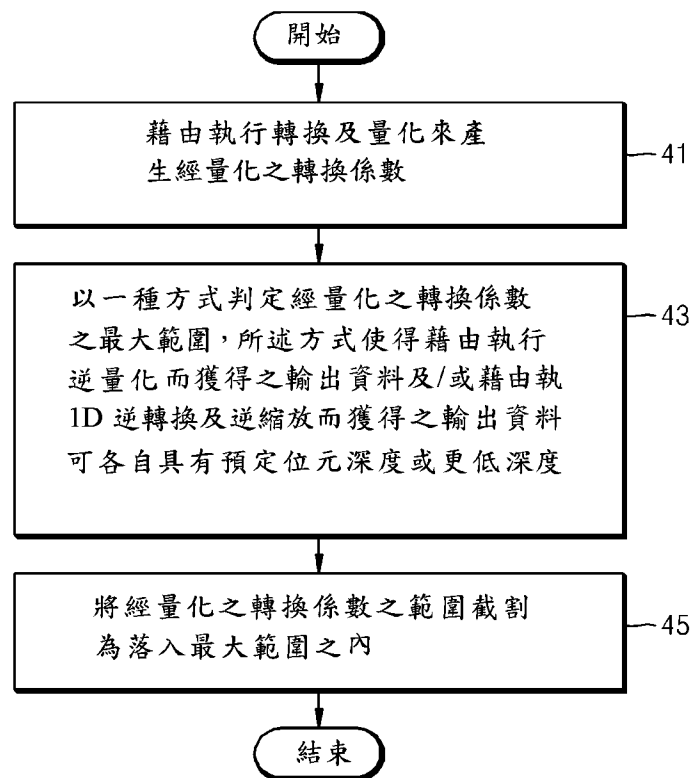 開始
藉由執行轉換及量化來產
生經量化之轉換係數
41
以一種方式判定經量化之轉換係數
之最大範圍，所述方式使得藉由執行
逆量化而獲得之輸出資料及/或藉由執
1D 逆轉換及逆縮放而獲得之輸出資料
可各自具有預定位元深度或更低深度
43
將經量化之轉換係數之範圍截割
為落入最大範圍之內
45
結束